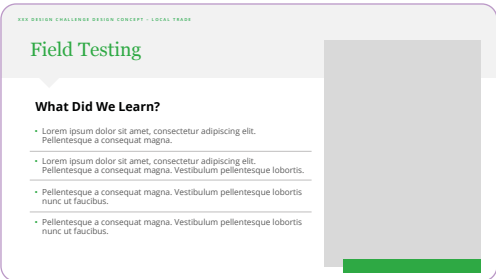 EEE DESIGN CHALLENGE DESIGN CONCEPT – LOCAL TRADE
Field Testing
What Did We Learn?
• Lorem ipsum dolor sit amet, consectetur adipiscing elit.
Pellentesque a consequat magna.
• Lorem ipsum dolor sit amet, consectetur adipiscing elit.
Pellentesque a consequat magna. Vestibulum pellentesque lobortis.
• Pellentesque a consequat magna. Vestibulum pellentesque lobortis
nunc ut faucibus.
• Pellentesque a consequat magna. Vestibulum pellentesque lobortis
nunc ut faucibus.